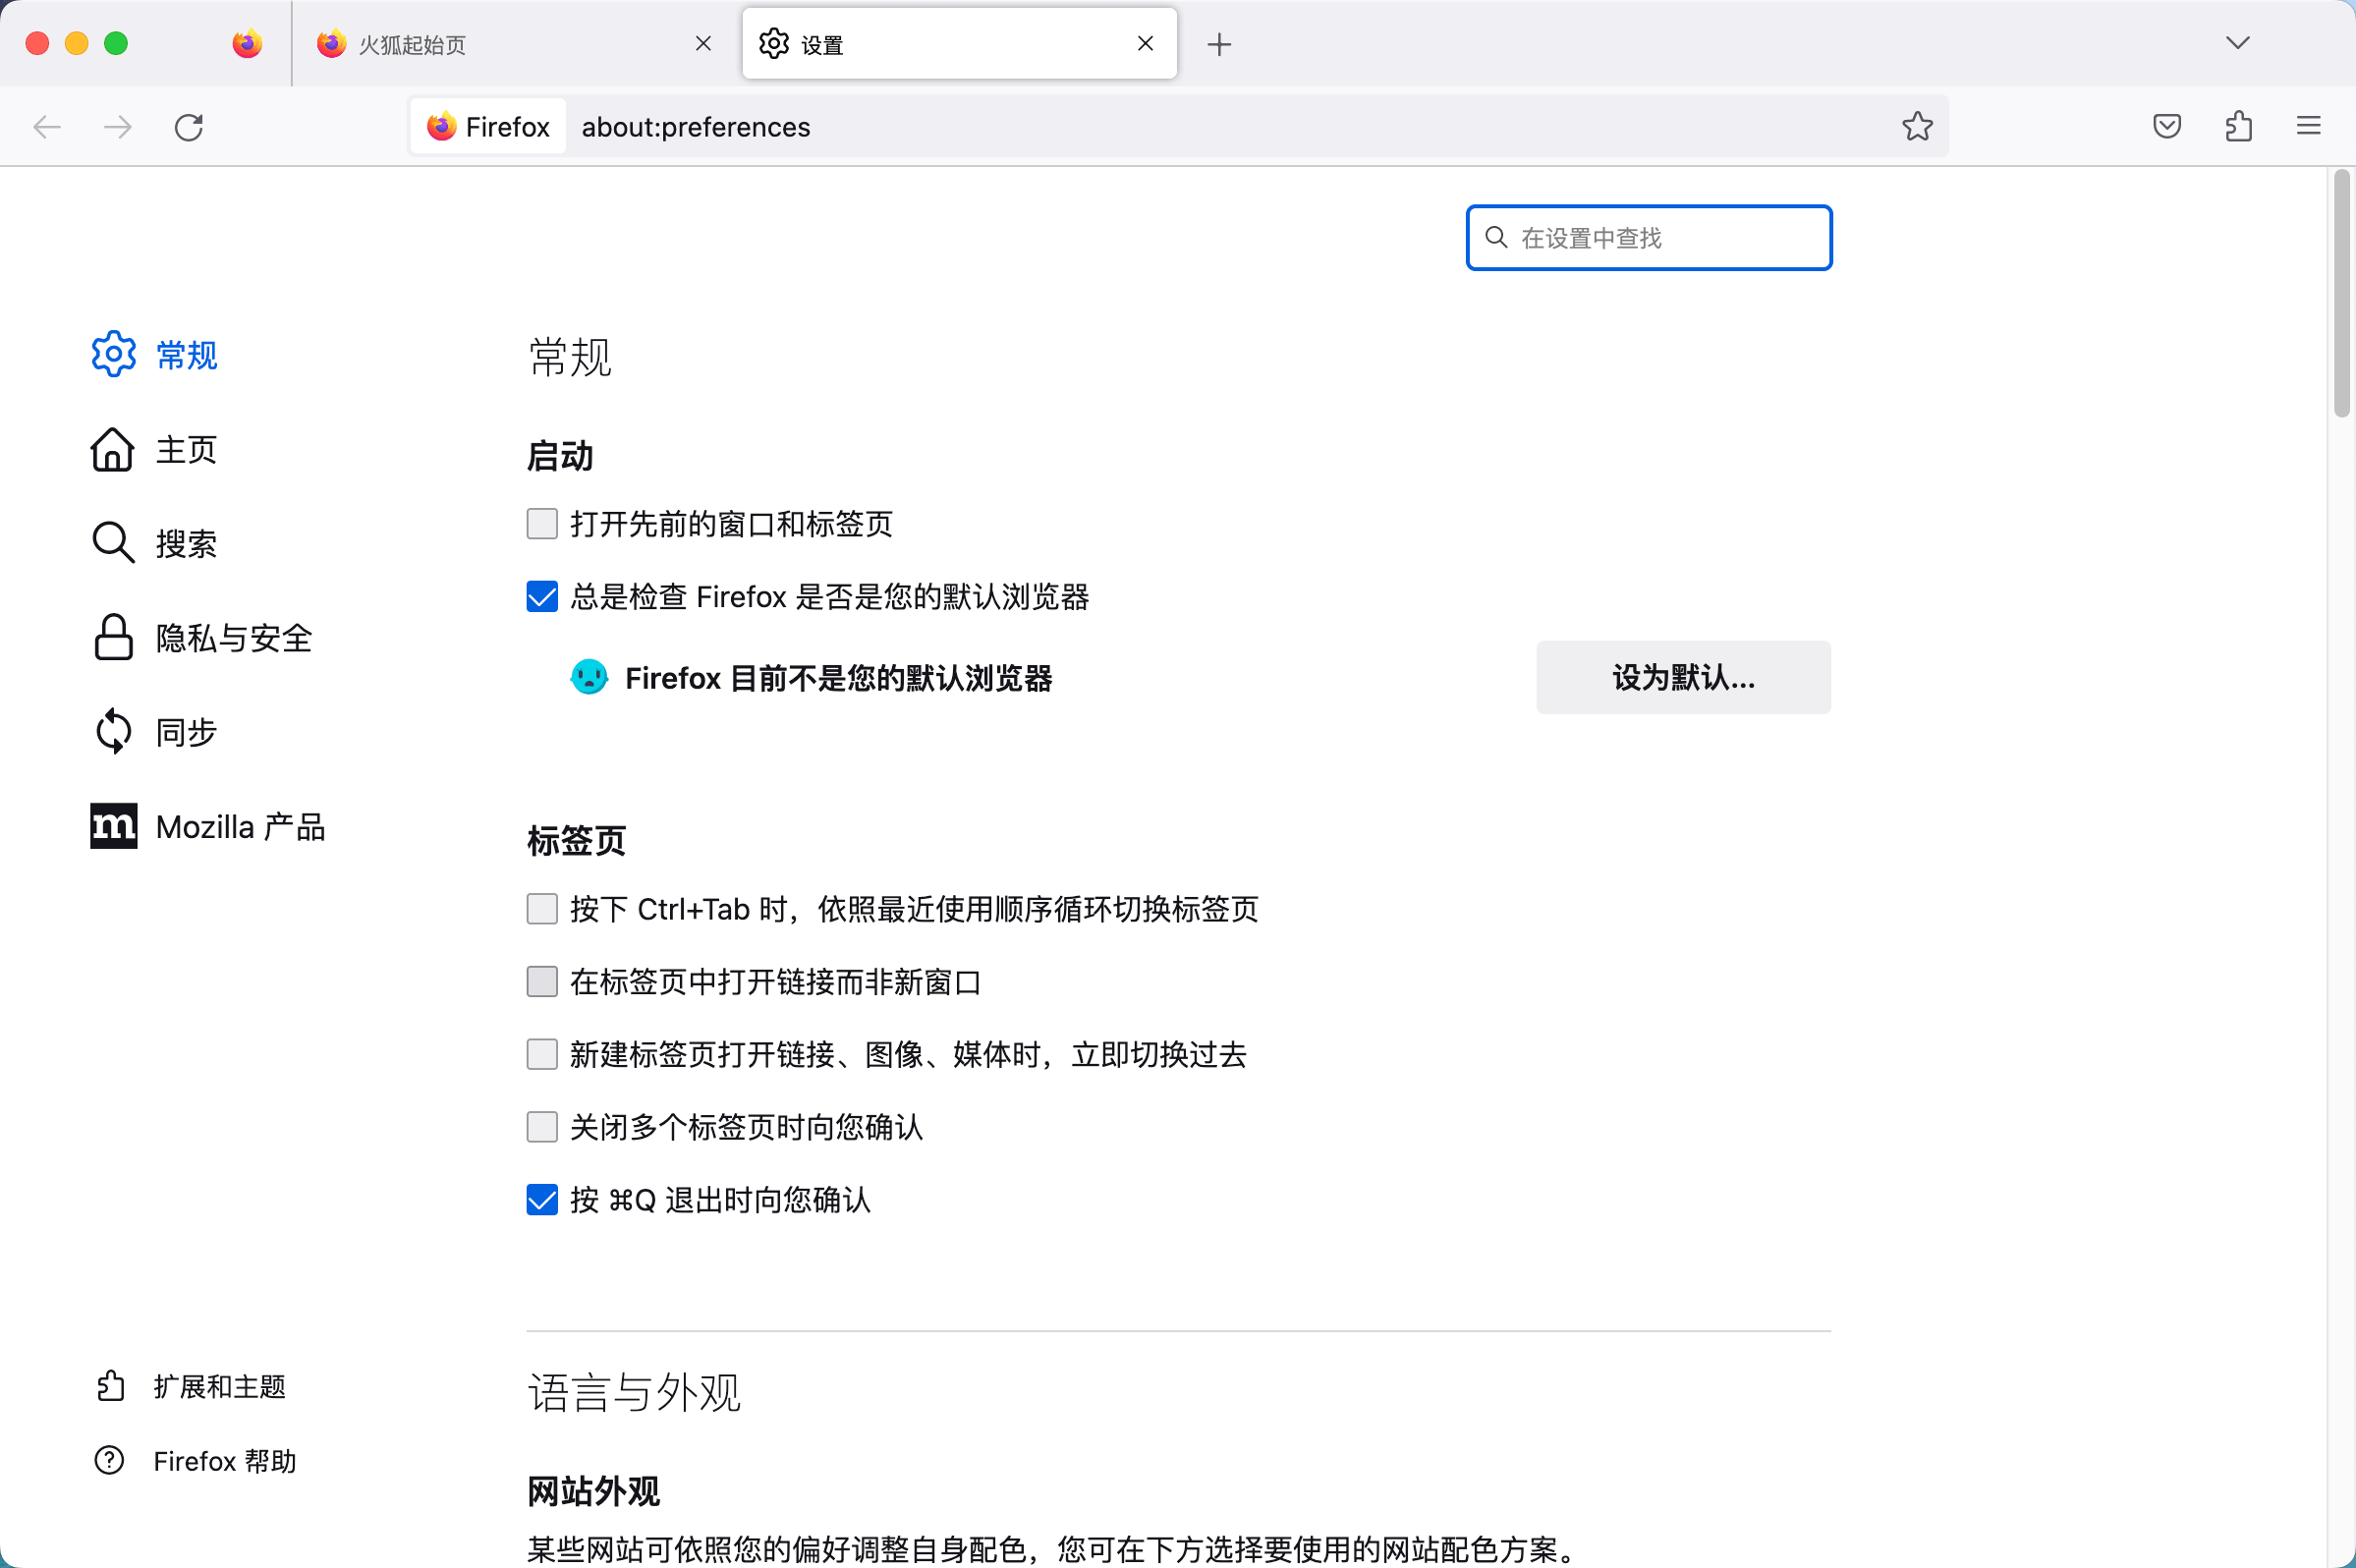 火狐起始页
设置
Firefox about:preferences
在设置中查找
常规
主页
搜索
隐私与安全
同步
Mozilla 产品
扩展和主题
Firefox 帮助
常规
启动
打开先前的窗口和标签页
总是检查 Firefox 是否是您的默认浏览器
Firefox 目前不是您的默认浏览器
设为默认...
标签页
按下 Ctrl+Tab 时，依照最近使用顺序循环切换标签页
在标签页中打开链接而非新窗口
新建标签页打开链接、图像、媒体时，立即切换过去
关闭多个标签页时向您确认
按 ⌘Q 退出时向您确认
语言与外观
网站外观
某些网站可依照您的偏好调整自身配色，您可在下方选择要使用的网站配色方案。